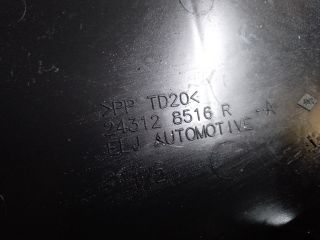 >PP TD20<
24312 8516 R -A
ELJ AUTOMOTIVE